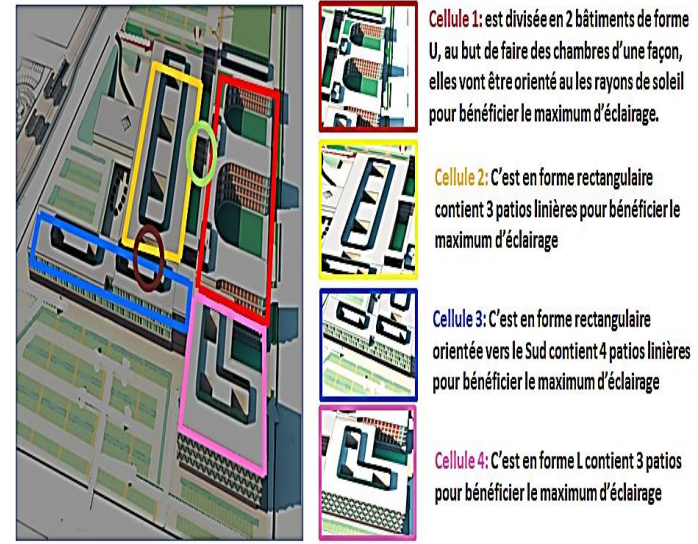 Cellule 1: est divisée en 2 bâtiments de forme
U, au but de faire des chambres d'une façon,
elles vont être orienté au les rayons de soleil
pour bénéficier le maximum d'éclairage.
Cellule 2: C'est en forme rectangulaire
contient 3 patios linières pour bénéficier le
maximum d'éclairage
Cellule 3: C'est en forme rectangulaire
orientée vers le Sud contient 4 patios linières
pour bénéficier le maximum d'éclairage
Cellule 4: C'est en forme L contient 3 patios
pour bénéficier le maximum d'éclairage